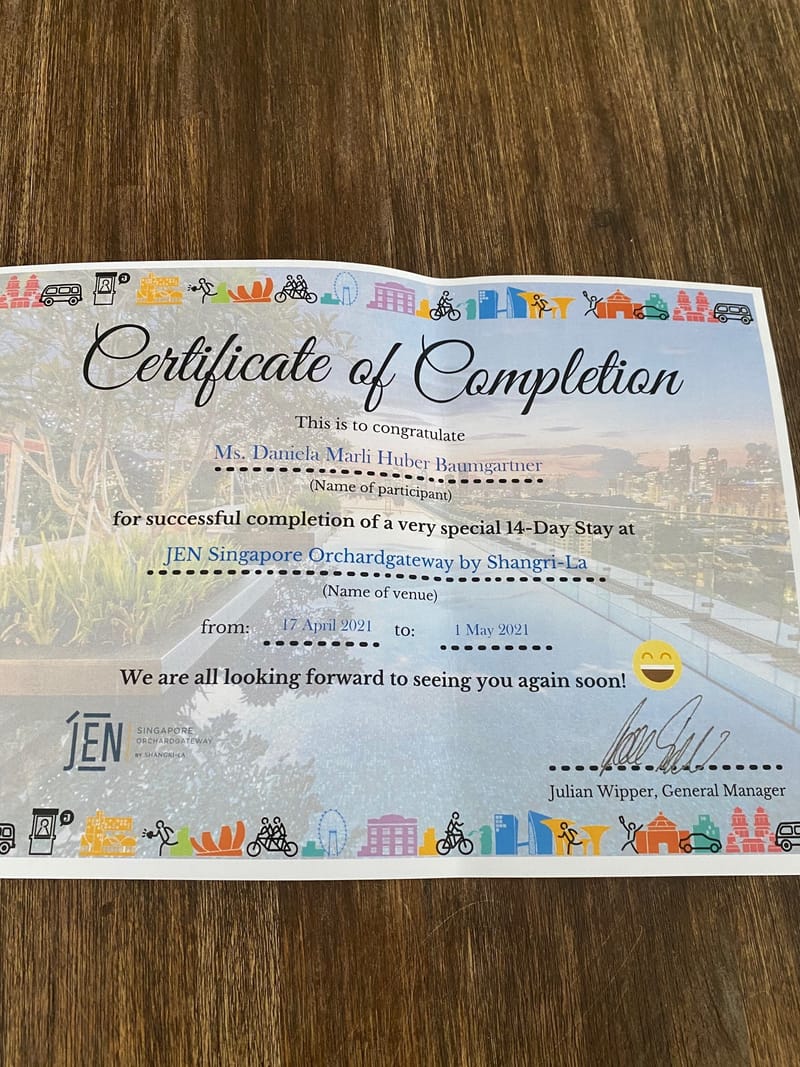 Certificate of Completion
This is to congratulate
Ms. Daniela Marli Huber Baumgartner
(Name of participant)
for successful completion of a very special 14-Day Stay at
JEN Singapore Orchardgateway by Shangri-La
(Name of venue)
from: 17 April 2021 to: 1 May 2021
We are all looking forward to seeing you again soon!
JEN
SINGAPORE
ORCHARDGATEWAY
BY SHANGRI-LA
Julian Wipper, General Manager